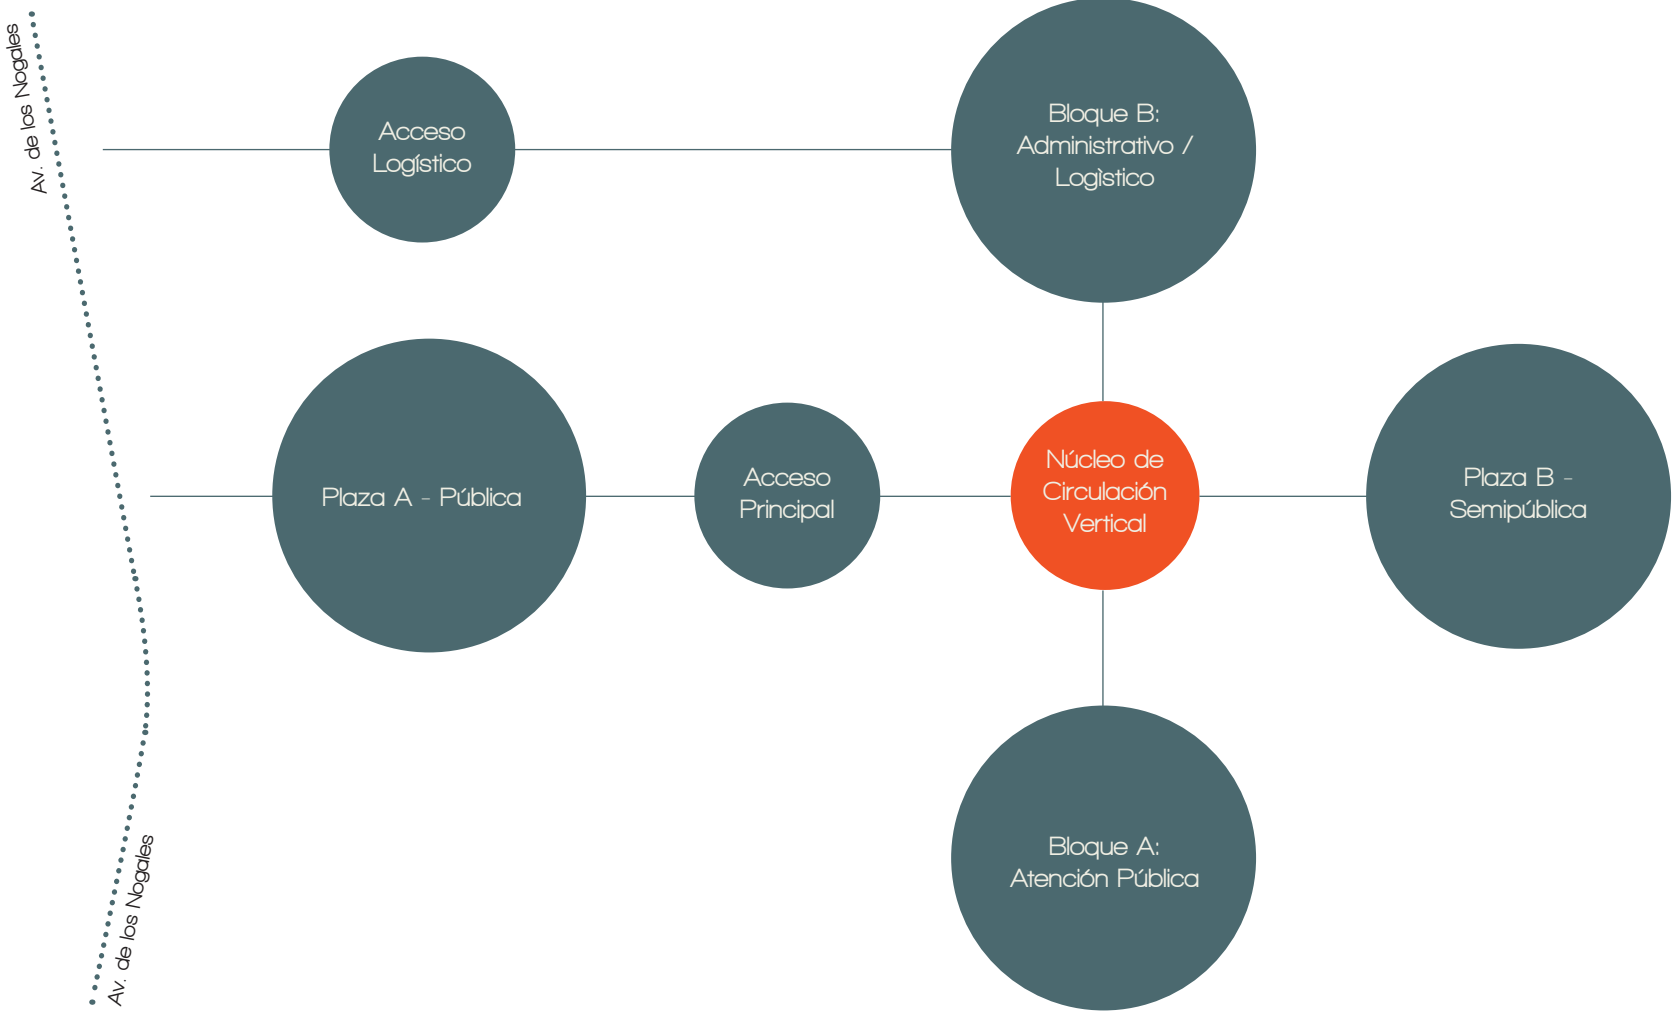 Av. de los Nogales
Acceso
Logístico
Bloque B:
Administrativo /
Logìstico
Plaza A - Pública
Acceso
Principal
Núcleo de
Circulación
Vertical
Plaza B -
Semipública
Bloque A:
Atención Pública
Av. de los Nogales